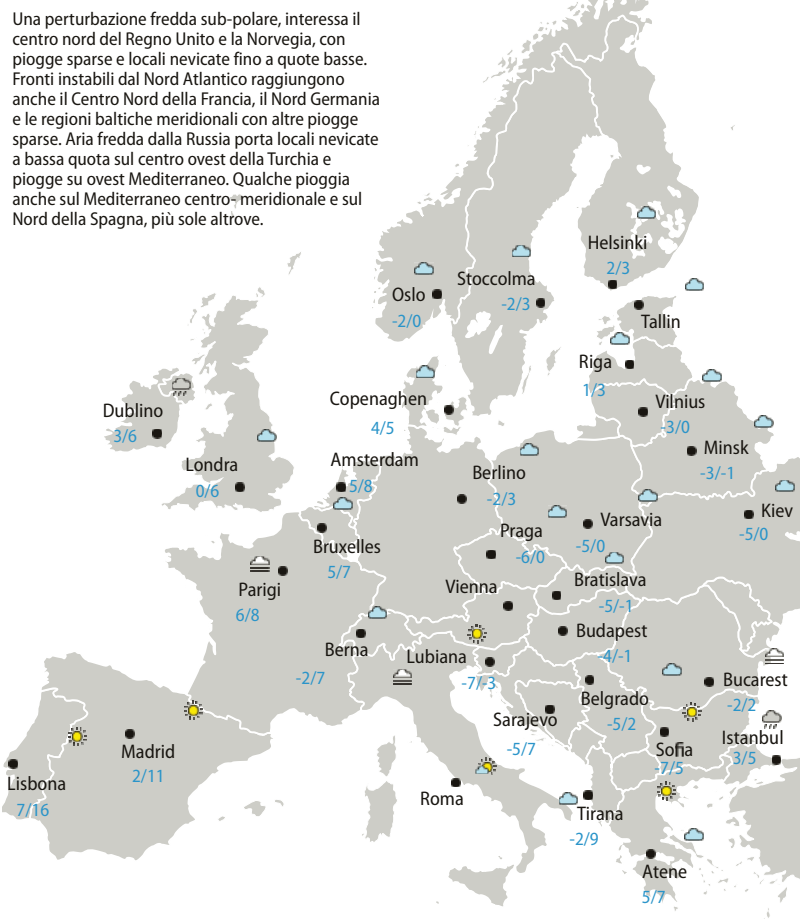 Una perturbazione fredda sub-polare, interessa il
centro nord del Regno Unito e la Norvegia, con
piogge sparse e locali nevicate fino a quote basse.
Fronti instabili dal Nord Atlantico raggiungono
anche il Centro Nord della Francia, il Nord Germania
e le regioni baltiche meridionali con altre piogge
sparse. Aria fredda dalla Russia porta locali nevicate
a bassa quota sul centro ovest della Turchia e
piogge su ovest Mediterraneo. Qualche pioggia
anche sul Mediterraneo centro-meridionale e sul
Nord della Spagna, più sole altrove.
Helsinki
2/3
Stoccolma
-2/3
Oslo
-2/0
Tallin
Riga
1/3
Copenaghen
4/5
Vilnius
-3/0
Dublino
3/6
Minsk
-3/-1
Londra
0/6
Amsterdam
5/8
Berlino
-2/3
Kiev
-5/0
Varsavia
-5/0
Praga
-6/0
Bruxelles
5/7
Parigi
6/8
Vienna
Bratislava
-5/-1
Budapest
-4/-1
Berna
-2/7
Lubiana
-7/-3
Bucarest
-2/2
Belgrado
-5/2
Sarajevo
-5/7
Istanbul
3/5
Sofia
-7/5
Madrid
2/11
Lisbona
7/16
Roma
Tirana
-2/9
Atene
5/7